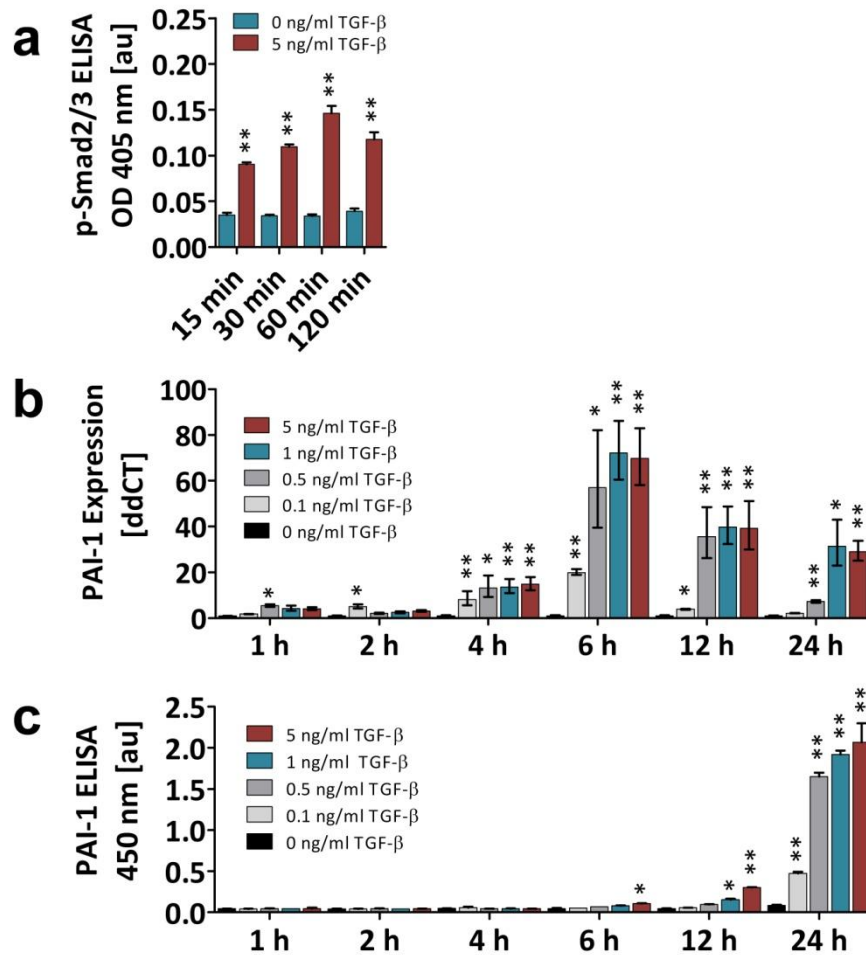 a
p-Smad2/3 ELISA
OD 405 nm [au]
0 ng/ml TGF-β
5 ng/ml TGF-β
0.25
0.20
0.15
0.10
0.05
0.00
** ** ** **
15 min 30 min 60 min 120 min
b
PAI-1 Expression
[ddCT]
100
80
60
40
20
0
5 ng/ml TGF-β
1 ng/ml TGF-β
0.5 ng/ml TGF-β
0.1 ng/ml TGF-β
0 ng/ml TGF-β
* * ** * ** ** ** * ** ** * ** ** ** ** * **
1 h 2 h 4 h 6 h 12 h 24 h
c
PAI-1 ELISA
450 nm [au]
2.5
2.0
1.5
1.0
0.5
0.0
5 ng/ml TGF-β
1 ng/ml TGF-β
0.5 ng/ml TGF-β
0.1 ng/ml TGF-β
0 ng/ml TGF-β
* * ** ** ** ** **
1 h 2 h 4 h 6 h 12 h 24 h